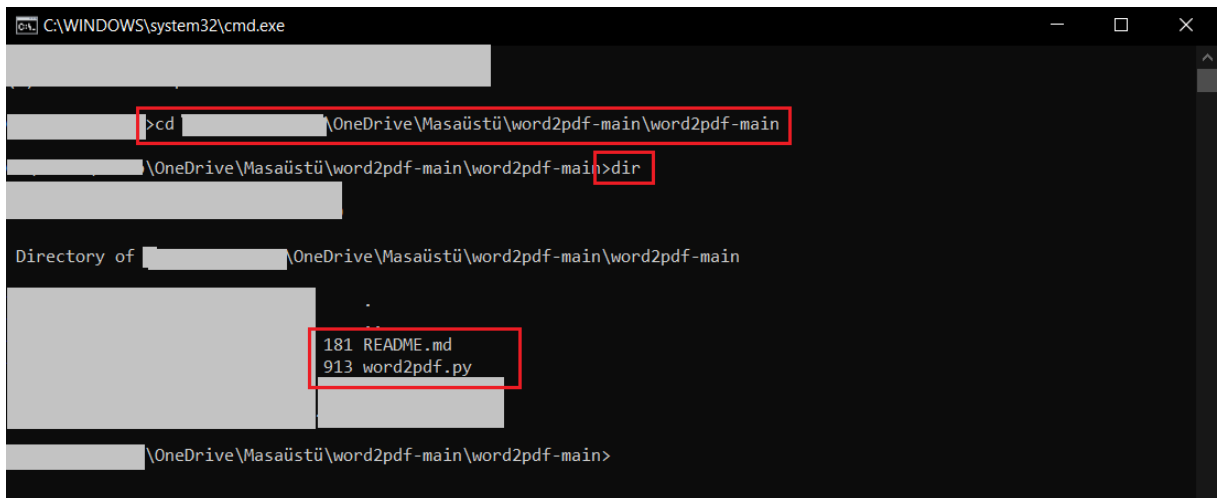 C:\WINDOWS\system32\cmd.exe
>cd \OneDrive\Masaüstü\word2pdf-main\word2pdf-main
\OneDrive\Masaüstü\word2pdf-main\word2pdf-main>dir
Directory of \OneDrive\Masaüstü\word2pdf-main\word2pdf-main
.
..
181 README.md
913 word2pdf.py
\OneDrive\Masaüstü\word2pdf-main\word2pdf-main>